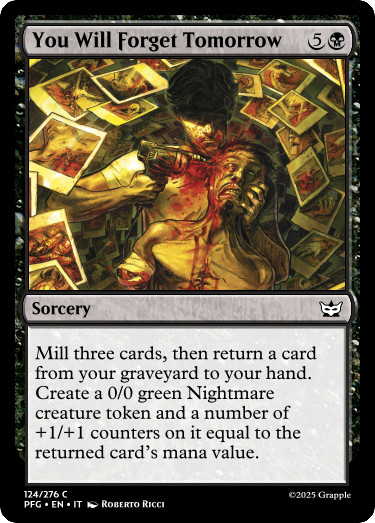 You Will Forget Tomorrow 5
Sorcery
Mill three cards, then return a card
from your graveyard to your hand.
Create a 0/0 green Nightmare
creature token and a number of
+1/+1 counters on it equal to the
returned card's mana value.
124/276 C
PFG • EN • IT Roberto Ricci
©2025 Grapple